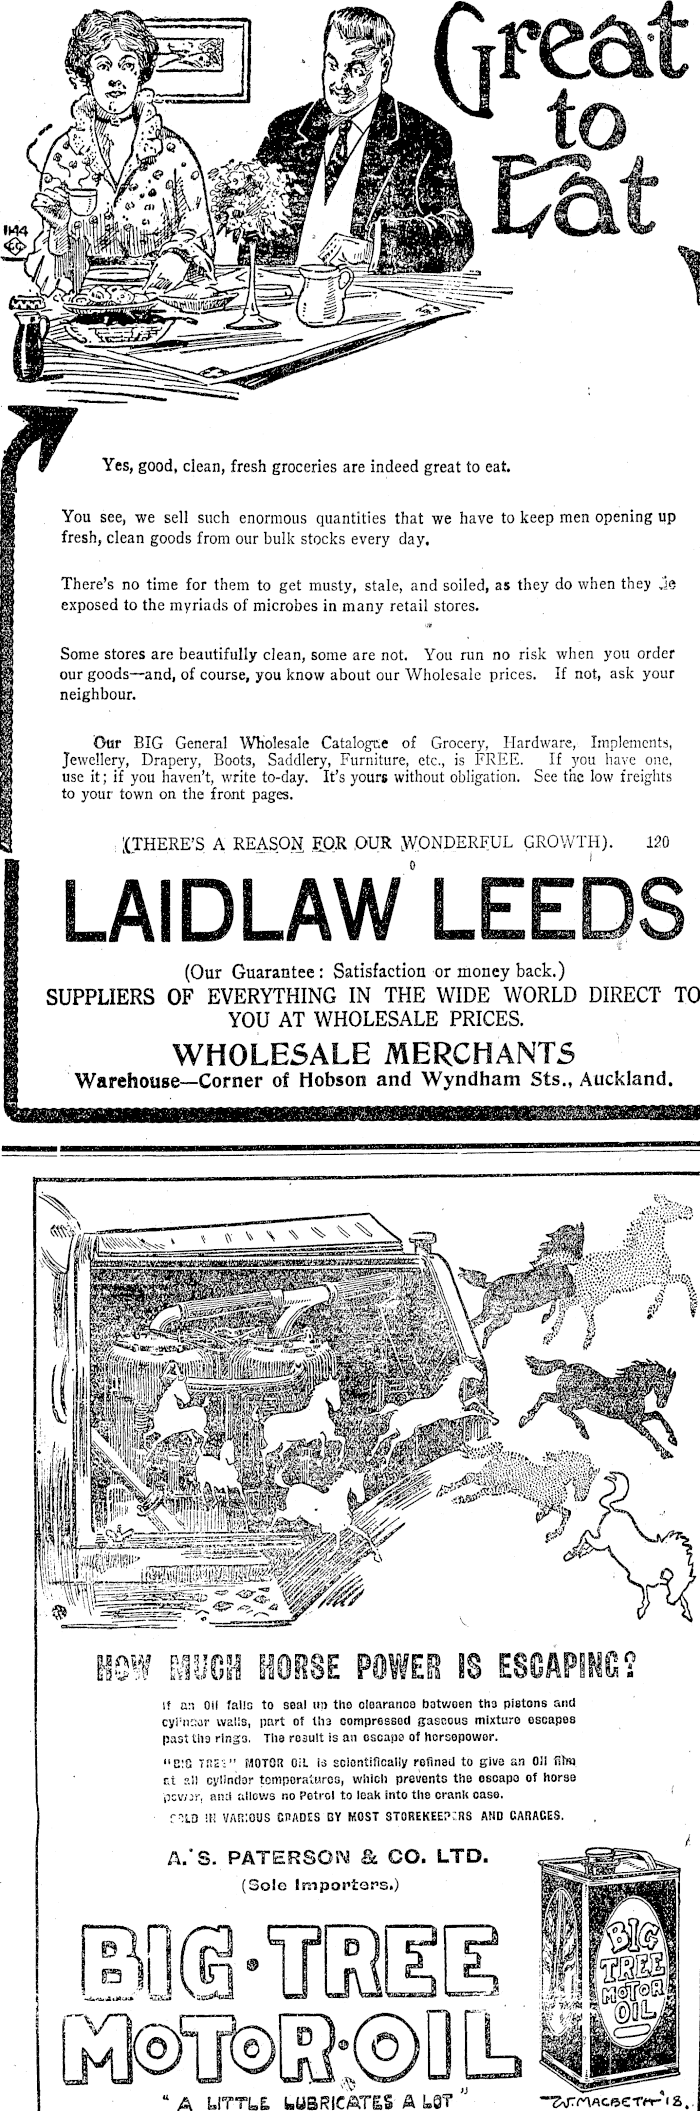 Great
to
Eat
1144
Yes, good, clean, fresh groceries are indeed great to eat.
You see, we sell such enormous quantities that we have to keep men opening up
fresh, clean goods from our bulk stocks every day.
There's no time for them to get musty, stale, and soiled, as they do when they lie
exposed to the myriads of microbes in many retail stores.
Some stores are beautifully clean, some are not. You run no risk when you order
our goods—and, of course, you know about our Wholesale prices. If not, ask your
neighbour.
Our BIG General Wholesale Catalogue of Grocery, Hardware, Implements,
Jewellery, Drapery, Boots, Saddlery, Furniture, etc., is FREE. If you have one,
use it; if you haven't, write to-day. It's yours without obligation. See the low freights
to your town on the front pages.
(THERE'S A REASON FOR OUR WONDERFUL GROWTH). 120
LAIDLAW LEEDS
(Our Guarantee: Satisfaction or money back.)
SUPPLIERS OF EVERYTHING IN THE WIDE WORLD DIRECT TO
YOU AT WHOLESALE PRICES.
WHOLESALE MERCHANTS
Warehouse—Corner of Hobson and Wyndham Sts., Auckland.
HOW MUCH HORSE POWER IS ESCAPING?
If an Oil fails to seal up the clearance between the pistons and
cylinder walls, part of the compressed gaseous mixture escapes
past the rings. The result is an escape of horsepower.
"BIG TREE" MOTOR OIL is scientifically refined to give an Oil film
at all cylinder temperatures, which prevents the escape of horse
power, and allows no Petrol to leak into the crank case.
SOLD IN VARIOUS GRADES BY MOST STOREKEEPERS AND GARAGES.
A. S. PATERSON & CO. LTD.
(Sole Importers.)
BIG TREE
MOTOR OIL
BIG·TREE
MOTOR·OIL
"A LITTLE LUBRICATES A LOT"
W. MACBETH '18.